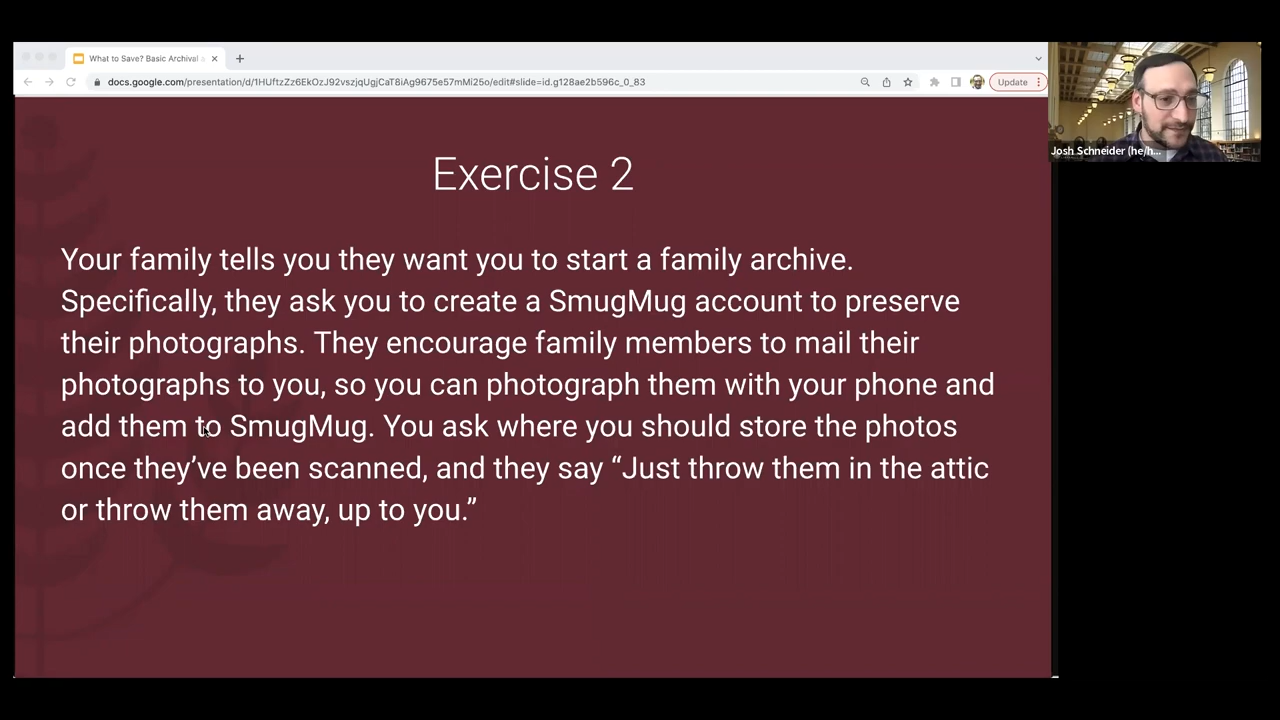 What to Save? Basic Archival
docs.google.com/presentation/d/1HUftzZz6EkOzJ92vszjqUgjCaT8iAg9675e57mMi25o/edit#slide=id.g128ae2b596c_0_83
Update
Josh Schneider (he/h...
Exercise 2
Your family tells you they want you to start a family archive.
Specifically, they ask you to create a SmugMug account to preserve
their photographs. They encourage family members to mail their
photographs to you, so you can photograph them with your phone and
add them to SmugMug. You ask where you should store the photos
once they’ve been scanned, and they say “Just throw them in the attic
or throw them away, up to you.”